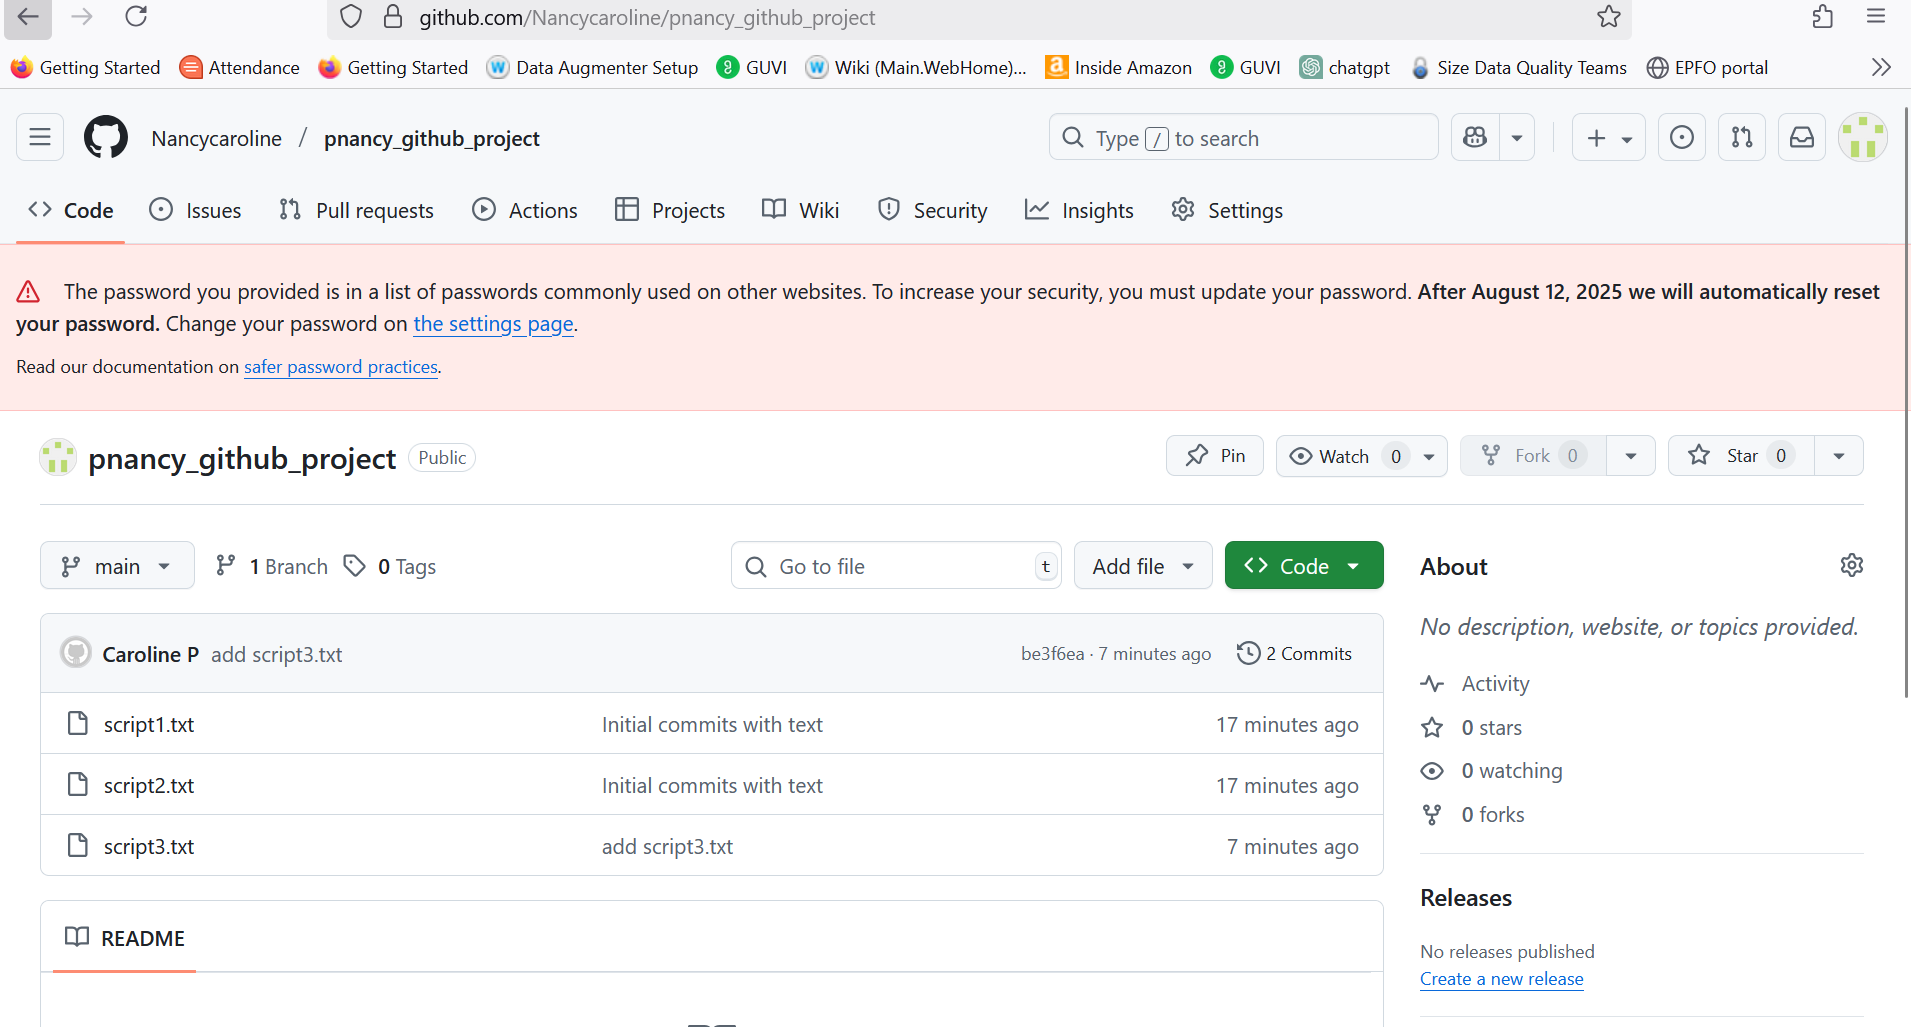 github.com/Nancycaroline/pnancy_github_project
Getting Started Attendance Getting Started Data Augmenter Setup GUVI Wiki (Main.WebHome)... Inside Amazon GUVI chatgpt Size Data Quality Teams EPFO portal
Nancycaroline / pnancy_github_project Type / to search
Code Issues Pull requests Actions Projects Wiki Security Insights Settings
The password you provided is in a list of passwords commonly used on other websites. To increase your security, you must update your password. After August 12, 2025 we will automatically reset
your password. Change your password on the settings page.
Read our documentation on safer password practices.
pnancy_github_project Public Pin Watch 0 Fork 0 Star 0
main 1 Branch 0 Tags Go to file t Add file Code
Caroline P add script3.txt be3f6ea · 7 minutes ago 2 Commits
script1.txt Initial commits with text 17 minutes ago
script2.txt Initial commits with text 17 minutes ago
script3.txt add script3.txt 7 minutes ago
README
About
No description, website, or topics provided.
Activity
0 stars
0 watching
0 forks
Releases
No releases published
Create a new release